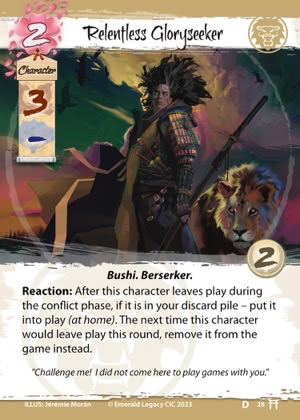 2
Relentless Gloryseeker
Character
3
–
2
Bushi. Berserker.
Reaction: After this character leaves play during
the conflict phase, if it is in your discard pile – put it
into play (at home). The next time this character
would leave play this round, remove it from the
game instead.
"Challenge me! I did not come here to play games with you."
ILLUS: Jérémie Morán © Emerald Legacy CIC 2023 D 28